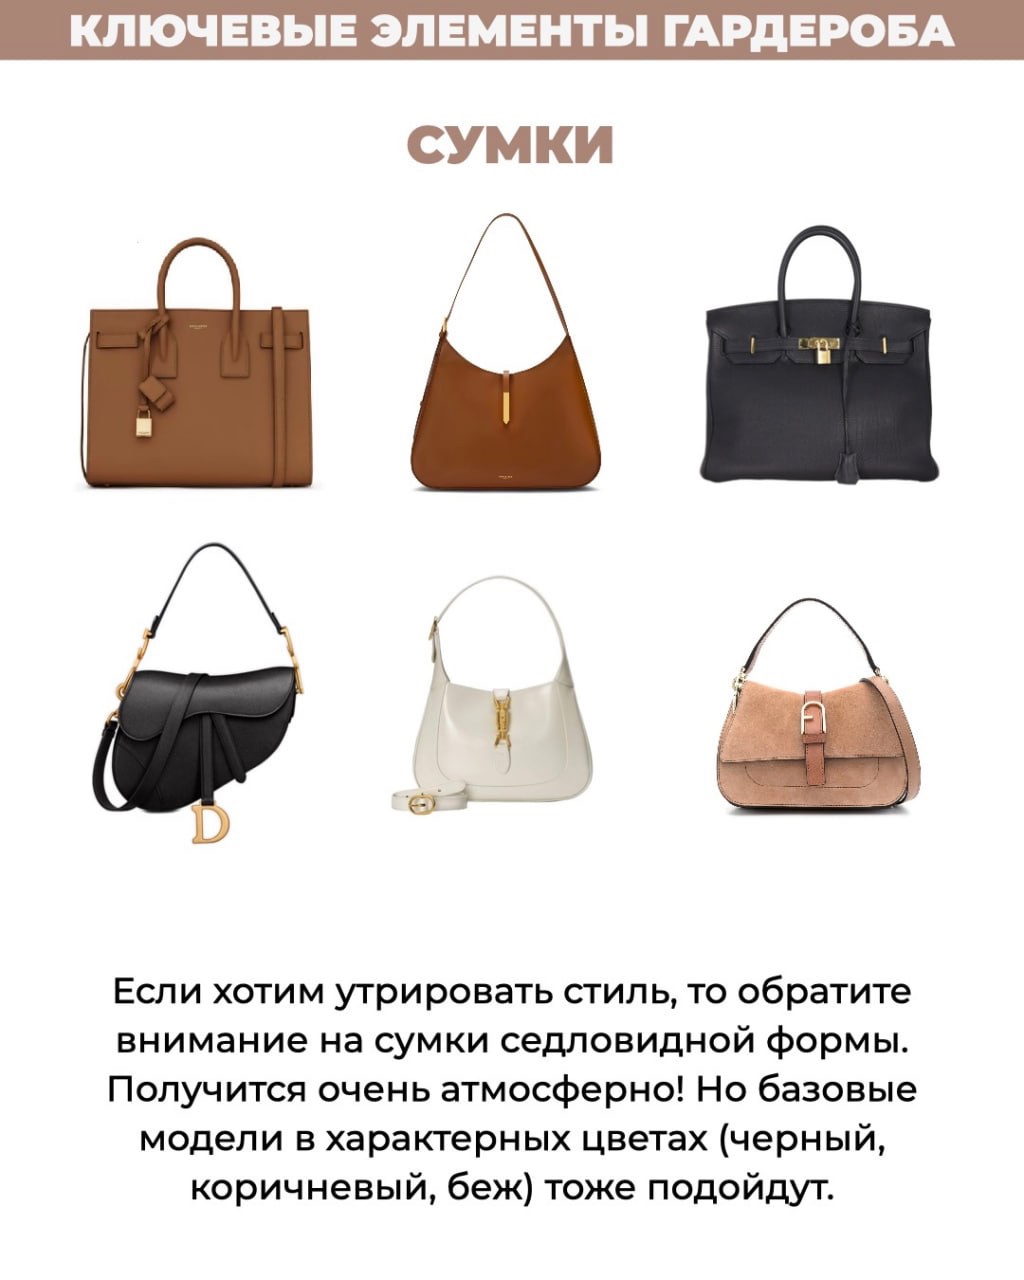 КЛЮЧЕВЫЕ ЭЛЕМЕНТЫ ГАРДЕРОБА
СУМКИ
Если хотим утрировать стиль, то обратите
внимание на сумки седловидной формы.
Получится очень атмосферно! Но базовые
модели в характерных цветах (черный,
коричневый, беж) тоже подойдут.